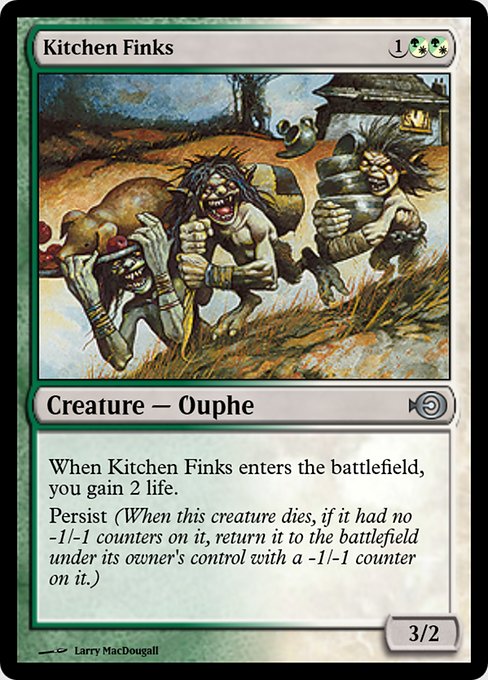 Kitchen Finks 1
Creature — Ouphe
When Kitchen Finks enters the battlefield,
you gain 2 life.
Persist (When this creature dies, if it had no
-1/-1 counters on it, return it to the battlefield
under its owner's control with a -1/-1 counter
on it.)
3/2
Larry MacDougall